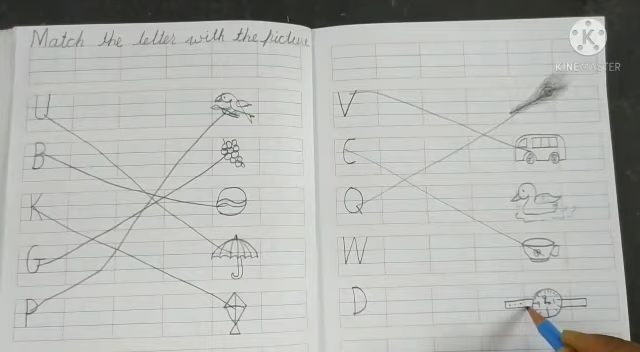 Match the letter with the picture
U
B
K
G
P
V
C
Q
W
D
K
KINEMASTER